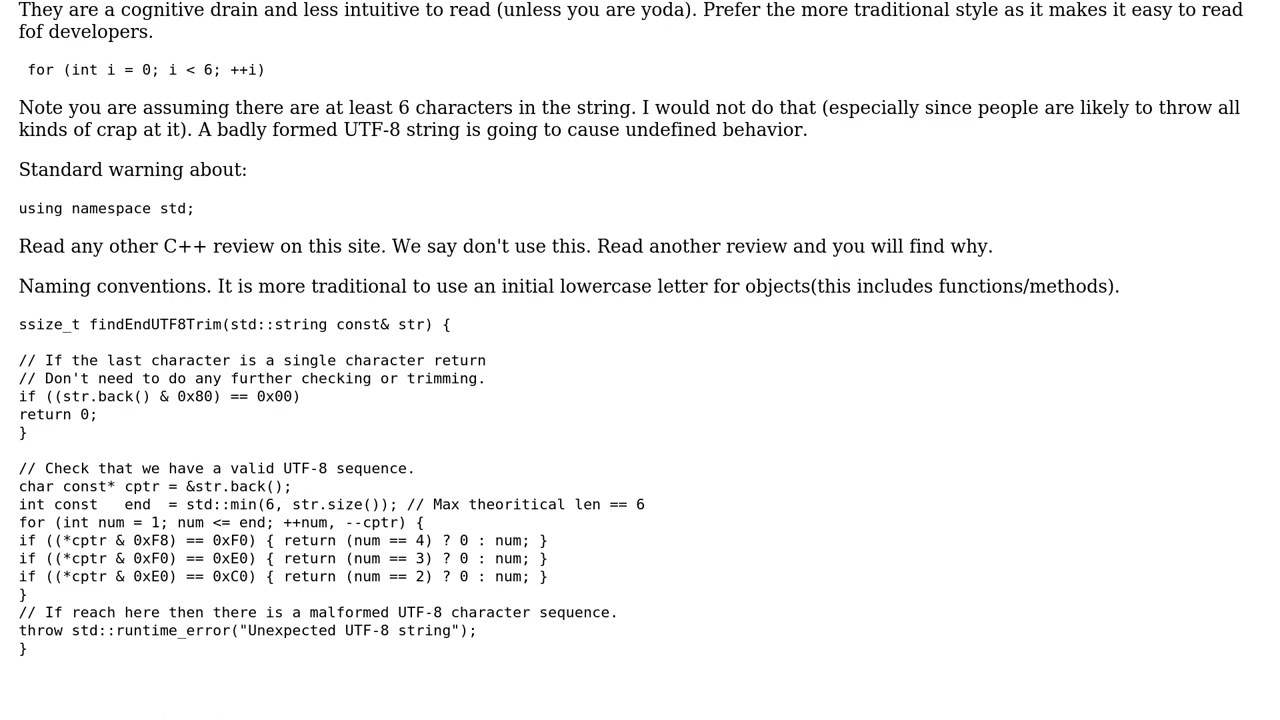 They are a cognitive drain and less intuitive to read (unless you are yoda). Prefer the more traditional style as it makes it easy to read
fof developers.
for (int i = 0; i < 6; ++i)
Note you are assuming there are at least 6 characters in the string. I would not do that (especially since people are likely to throw all
kinds of crap at it). A badly formed UTF-8 string is going to cause undefined behavior.
Standard warning about:
using namespace std;
Read any other C++ review on this site. We say don't use this. Read another review and you will find why.
Naming conventions. It is more traditional to use an initial lowercase letter for objects(this includes functions/methods).
ssize_t findEndUTF8Trim(std::string const& str) {
// If the last character is a single character return
// Don't need to do any further checking or trimming.
if ((str.back() & 0x80) == 0x00)
return 0;
}
// Check that we have a valid UTF-8 sequence.
char const* cptr = &str.back();
int const   end  = std::min(6, str.size()); // Max theoritical len == 6
for (int num = 1; num <= end; ++num, --cptr) {
if ((*cptr & 0xF8) == 0xF0) { return (num == 4) ? 0 : num; }
if ((*cptr & 0xF0) == 0xE0) { return (num == 3) ? 0 : num; }
if ((*cptr & 0xE0) == 0xC0) { return (num == 2) ? 0 : num; }
}
// If reach here then there is a malformed UTF-8 character sequence.
throw std::runtime_error("Unexpected UTF-8 string");
}